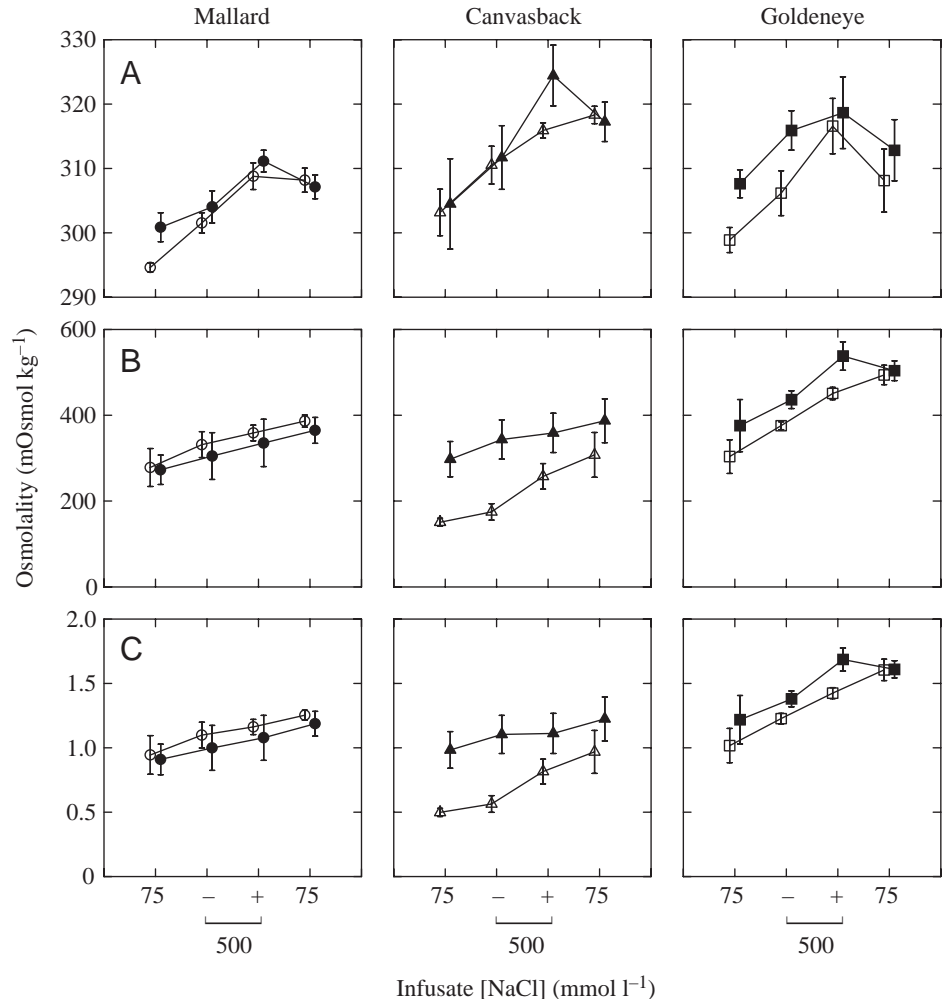 Mallard Canvasback Goldeneye
A
330
320
310
300
290
B
600
400
200
0
C
2.0
1.5
1.0
0.5
0
Osmolality (mOsmol kg⁻¹)
75 – + 75 75 – + 75 75 – + 75
500 500 500
Infusate [NaCl] (mmol l⁻¹)